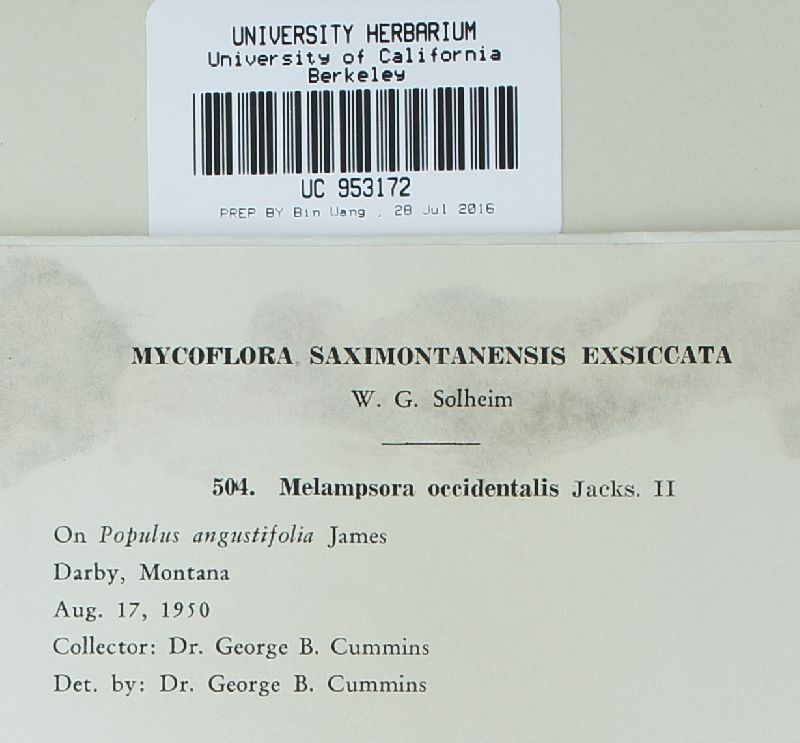 UNIVERSITY HERBARIUM
University of California
Berkeley
UC 953172
PREP BY Bin Wang , 28 Jul 2016
MYCOFLORA SAXIMONTANENSIS EXSICCATA
W. G. Solheim
504. Melampsora occidentalis Jacks. II
On Populus angustifolia James
Darby, Montana
Aug. 17, 1950
Collector: Dr. George B. Cummins
Det. by: Dr. George B. Cummins